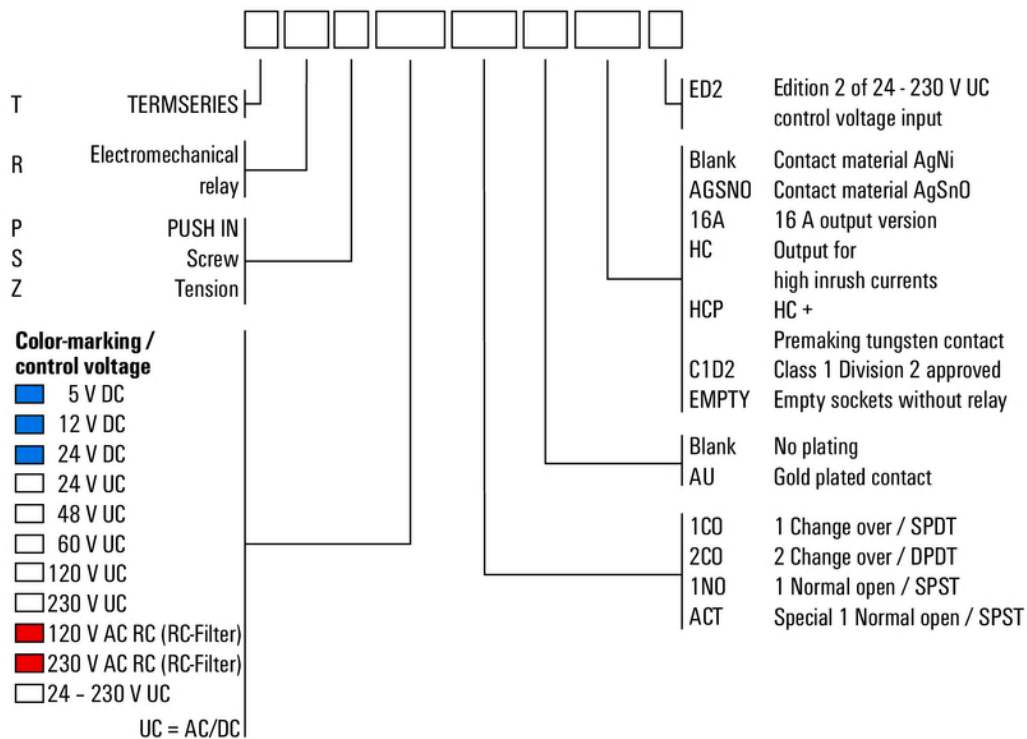 T TERMSERIES
R Electromechanical
relay
P PUSH IN
S Screw
Z Tension
Color-marking /
control voltage
5 V DC
12 V DC
24 V DC
24 V UC
48 V UC
60 V UC
120 V UC
230 V UC
120 V AC RC (RC-Filter)
230 V AC RC (RC-Filter)
24 – 230 V UC
UC = AC/DC
ED2 Edition 2 of 24 - 230 V UC
control voltage input
Blank Contact material AgNi
AGSNO Contact material AgSnO
16A 16 A output version
HC Output for
high inrush currents
HCP HC +
Premaking tungsten contact
C1D2 Class 1 Division 2 approved
EMPTY Empty sockets without relay
Blank No plating
AU Gold plated contact
1CO 1 Change over / SPDT
2CO 2 Change over / DPDT
1NO 1 Normal open / SPST
ACT Special 1 Normal open / SPST